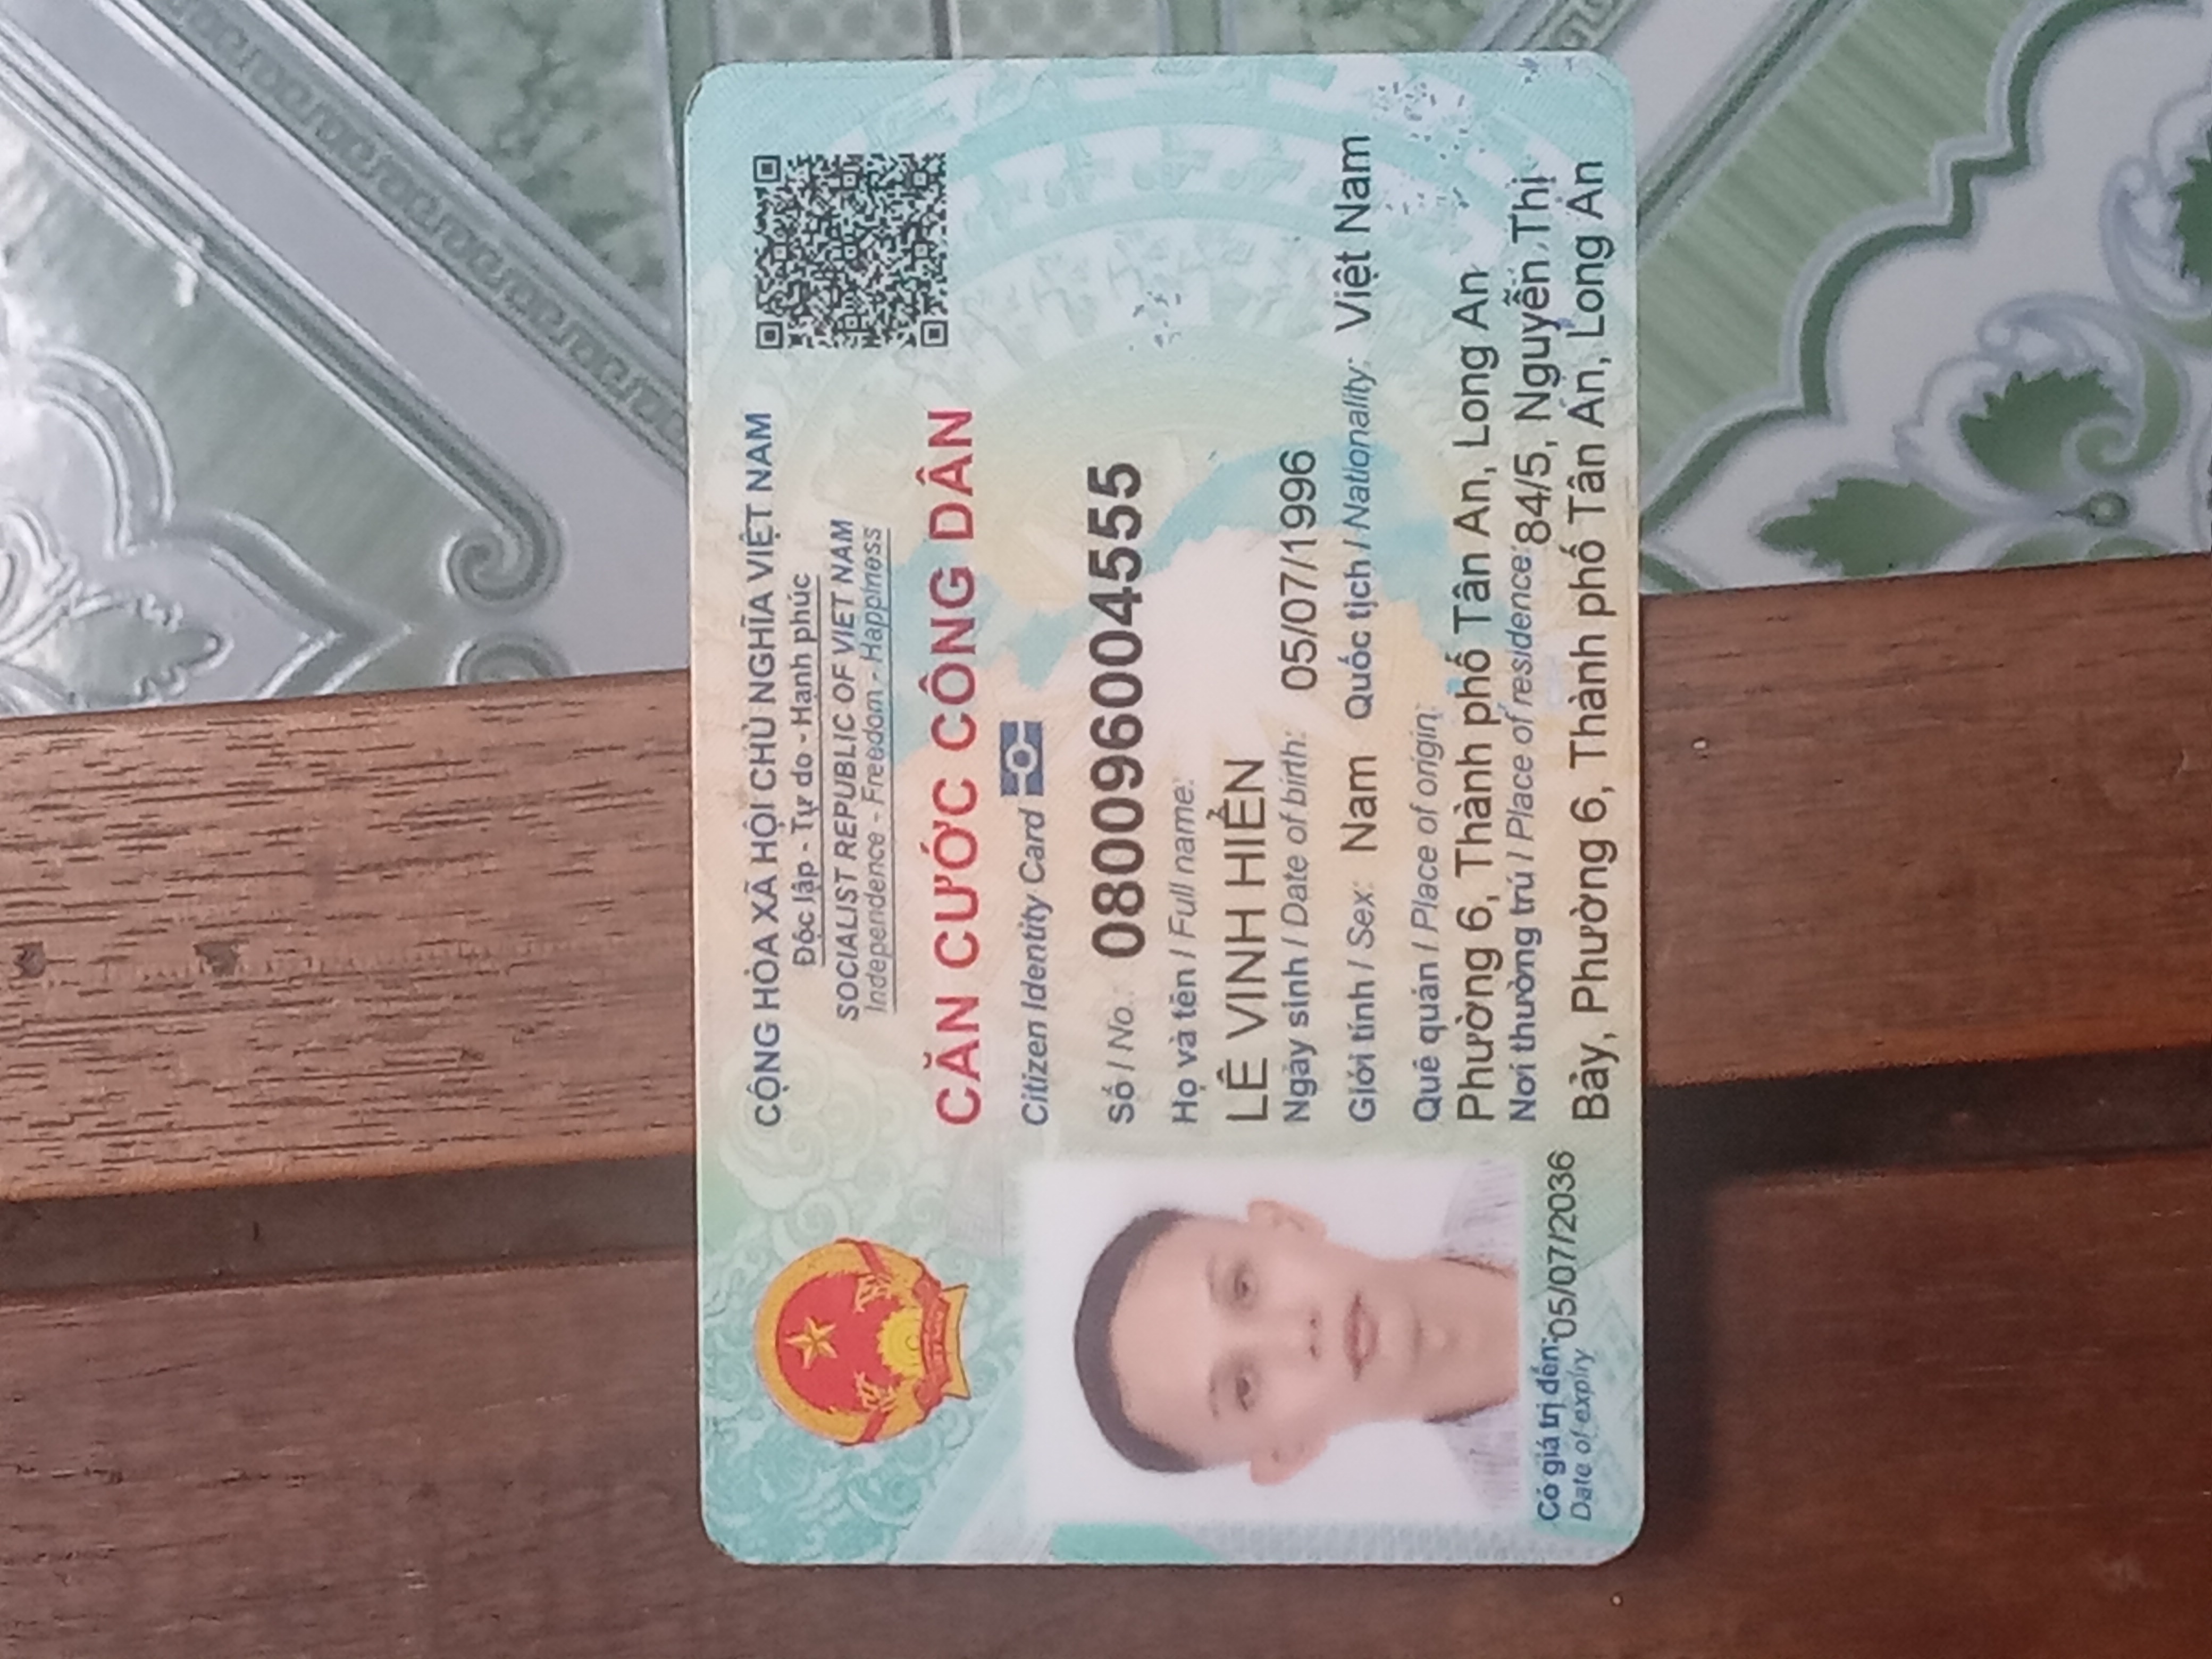 CỘNG HÒA XÃ HỘI CHỦ NGHĨA VIỆT NAM
Độc lập - Tự do - Hạnh phúc
SOCIALIST REPUBLIC OF VIET NAM
Independence - Freedom - Happiness
CĂN CƯỚC CÔNG DÂN
Citizen Identity Card
Số / No.: 080096004555
Họ và tên / Full name:
LÊ VINH HIỂN
Ngày sinh / Date of birth: 05/07/1996
Giới tính / Sex: Nam Quốc tịch / Nationality: Việt Nam
Quê quán / Place of origin:
Phường 6, Thành phố Tân An, Long An
Nơi thường trú / Place of residence: 84/5, Nguyễn Thị
Bảy, Phường 6, Thành phố Tân An, Long An
Có giá trị đến: 05/07/2036
Date of expiry